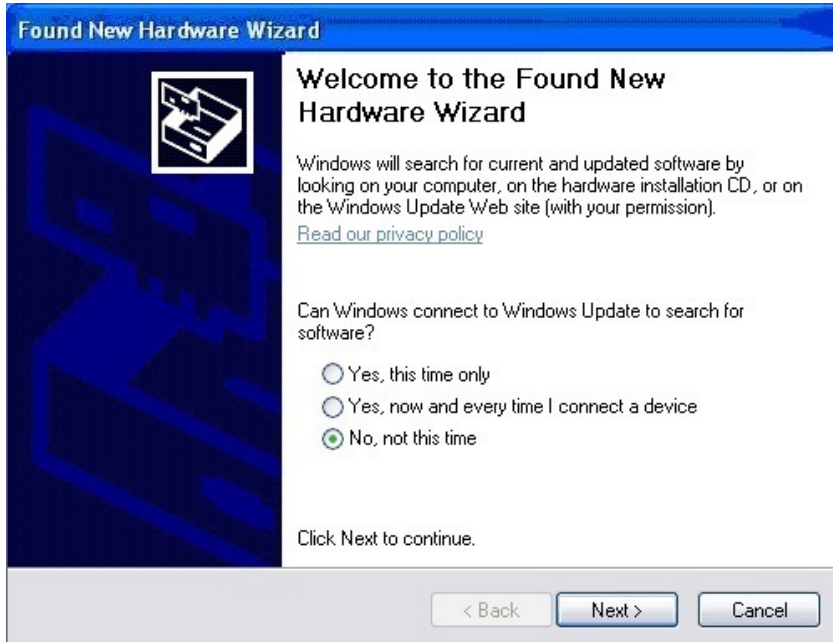 Found New Hardware Wizard
Welcome to the Found New
Hardware Wizard
Windows will search for current and updated software by
looking on your computer, on the hardware installation CD, or on
the Windows Update Web site (with your permission).
Read our privacy policy
Can Windows connect to Windows Update to search for
software?
Yes, this time only
Yes, now and every time I connect a device
No, not this time
Click Next to continue.
< Back Next > Cancel